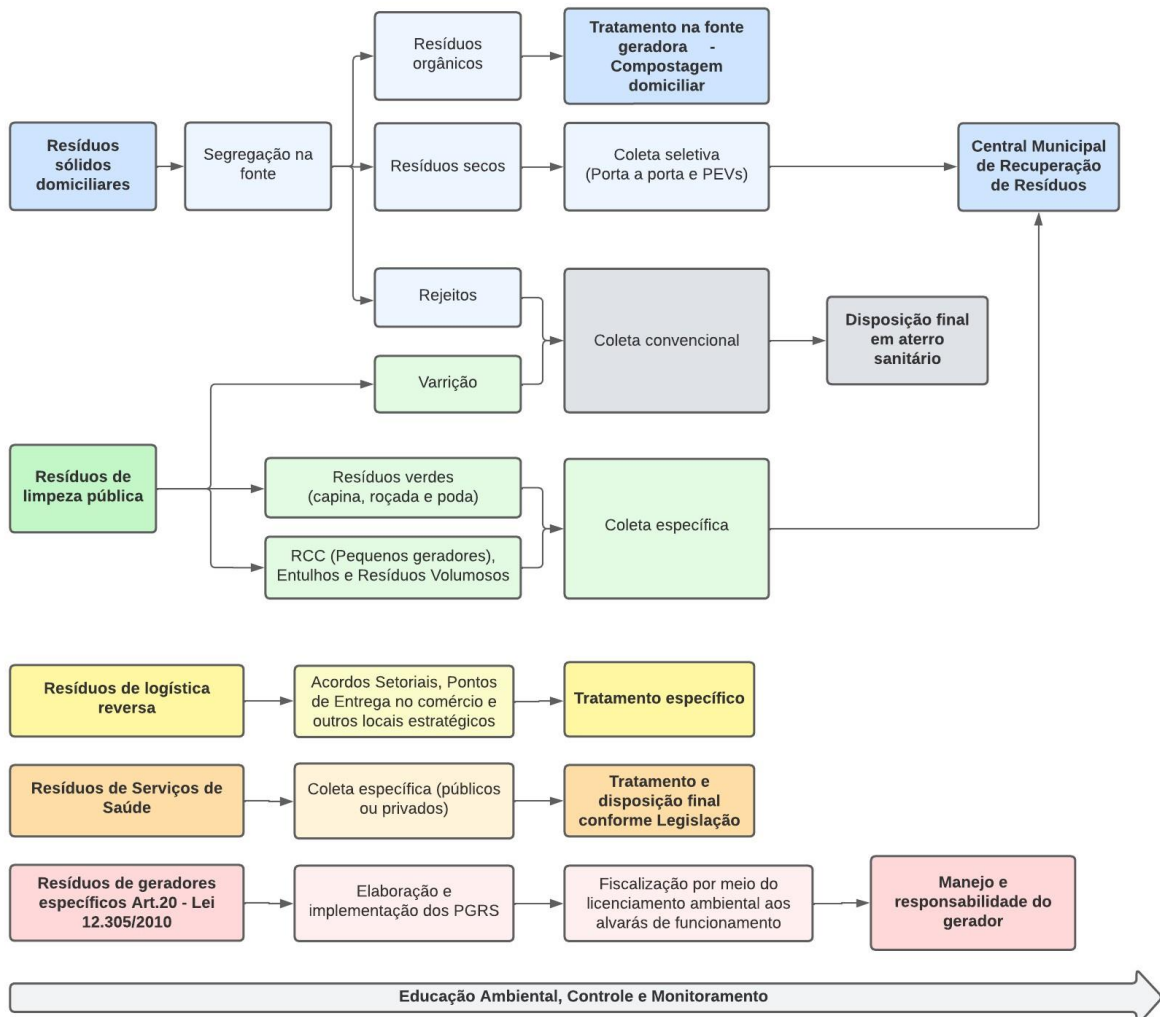 Resíduos
orgânicos
Tratamento na fonte
geradora -
Compostagem
domiciliar
Resíduos
sólidos
domiciliares
Segregação na
fonte
Resíduos secos
Coleta seletiva
(Porta a porta e PEVs)
Central Municipal
de Recuperação
de Resíduos
Rejeitos
Coleta convencional
Disposição final
em aterro
sanitário
Varrição
Resíduos de
limpeza pública
Resíduos verdes
(capina, roçada e poda)
Coleta específica
RCC (Pequenos geradores),
Entulhos e Resíduos Volumosos
Resíduos de logística
reversa
Acordos Setoriais, Pontos
de Entrega no comércio e
outros locais estratégicos
Tratamento específico
Resíduos de Serviços de
Saúde
Coleta específica (públicos
ou privados)
Tratamento e
disposição final
conforme Legislação
Resíduos de geradores
específicos Art.20 - Lei
12.305/2010
Elaboração e
implementação dos PGRS
Fiscalização por meio do
licenciamento ambiental aos
alvarás de funcionamento
Manejo e
responsabilidade do
gerador
Educação Ambiental, Controle e Monitoramento